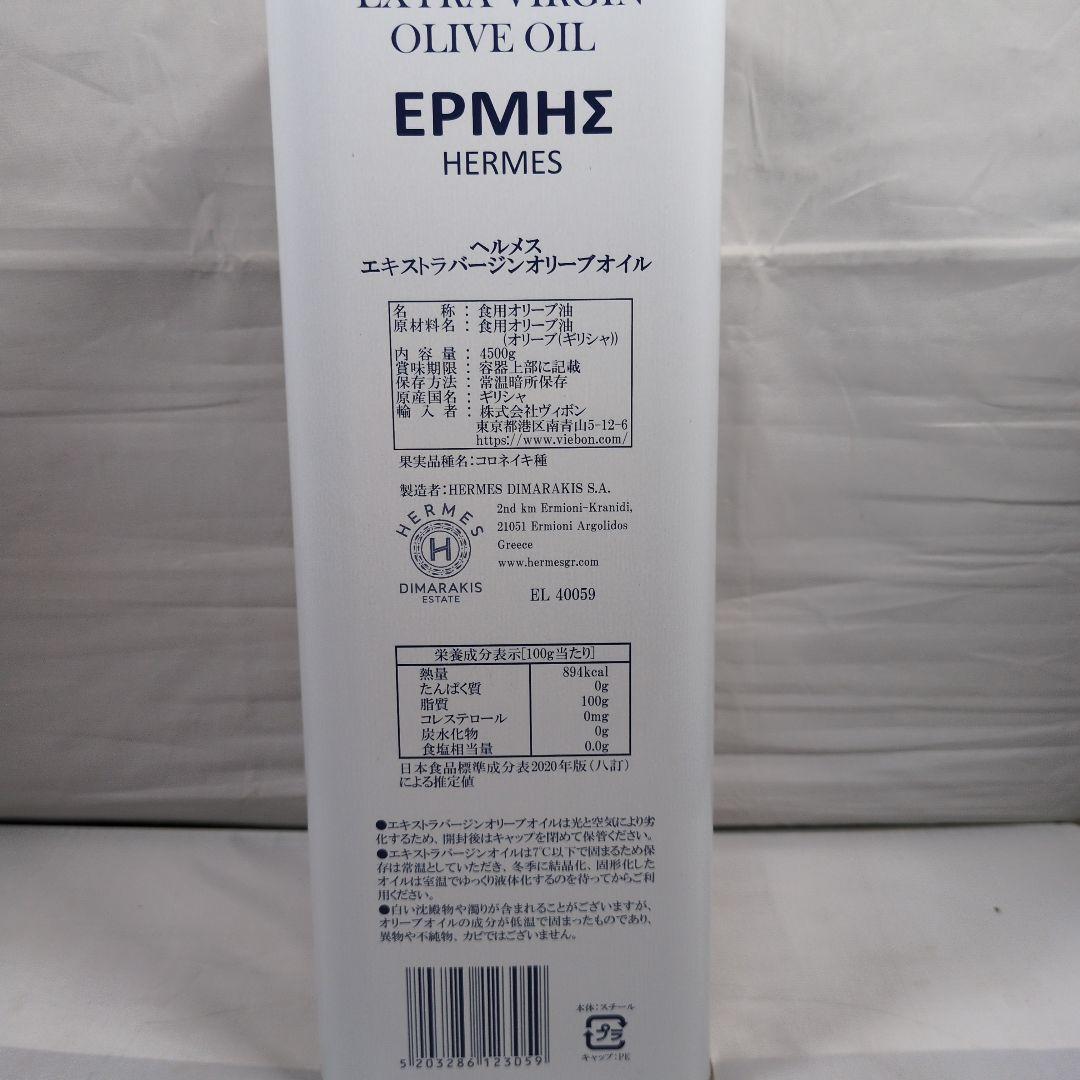 EXTRA VIRGIN
OLIVE OIL
ΕΡΜΗΣ
HERMES
ヘルメス
エキストラバージンオリーブオイル
名称：食用オリーブ油
原材料名：食用オリーブ油
(オリーブ(ギリシャ))
内容量：4500g
賞味期限：容器上部に記載
保存方法：常温暗所保存
原産国名：ギリシャ
輸入者：株式会社ヴィボン
東京都港区南青山5-12-6
https://www.viebon.com/
果実品種名:コロネイキ種
製造者:HERMES DIMARAKIS S.A.
2nd km Ermioni-Kranidi,
21051 Ermioni Argolidos
Greece
www.hermesgr.com
HERMES
H
DIMARAKIS
ESTATE
EL 40059
栄養成分表示[100g当たり]
熱量 894kcal
たんぱく質 0g
脂質 100g
コレステロール 0mg
炭水化物 0g
食塩相当量 0.0g
日本食品標準成分表2020年版(八訂)
による推定値
●エキストラバージンオリーブオイルは光と空気により劣
化するため、開封後はキャップを閉めて保管ください。
●エキストラバージンオイルは7℃以下で固まるため保
存は常温としていただき、冬季に結晶化、固形化した
オイルは室温でゆっくり液体化するのを待ってからご利
用ください。
●白い沈殿物や濁りが含まれることがございますが、
オリーブオイルの成分が低温で固まったものであり、
異物や不純物、カビではございません。
5 203286 123059
本体:スチール
プラ
キャップ:PE